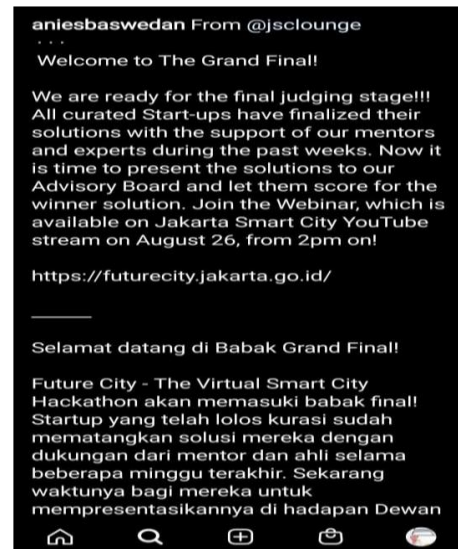 aniesbaswedan From @jsclounge
. . .
Welcome to The Grand Final!
We are ready for the final judging stage!!!
All curated Start-ups have finalized their
solutions with the support of our mentors
and experts during the past weeks. Now it
is time to present the solutions to our
Advisory Board and let them score for the
winner solution. Join the Webinar, which is
available on Jakarta Smart City YouTube
stream on August 26, from 2pm on!
https://futurecity.jakarta.go.id/
______
Selamat datang di Babak Grand Final!
Future City - The Virtual Smart City
Hackathon akan memasuki babak final!
Startup yang telah lolos kurasi sudah
mematangkan solusi mereka dengan
dukungan dari mentor dan ahli selama
beberapa minggu terakhir. Sekarang
waktunya bagi mereka untuk
mempresentasikannya di hadapan Dewan